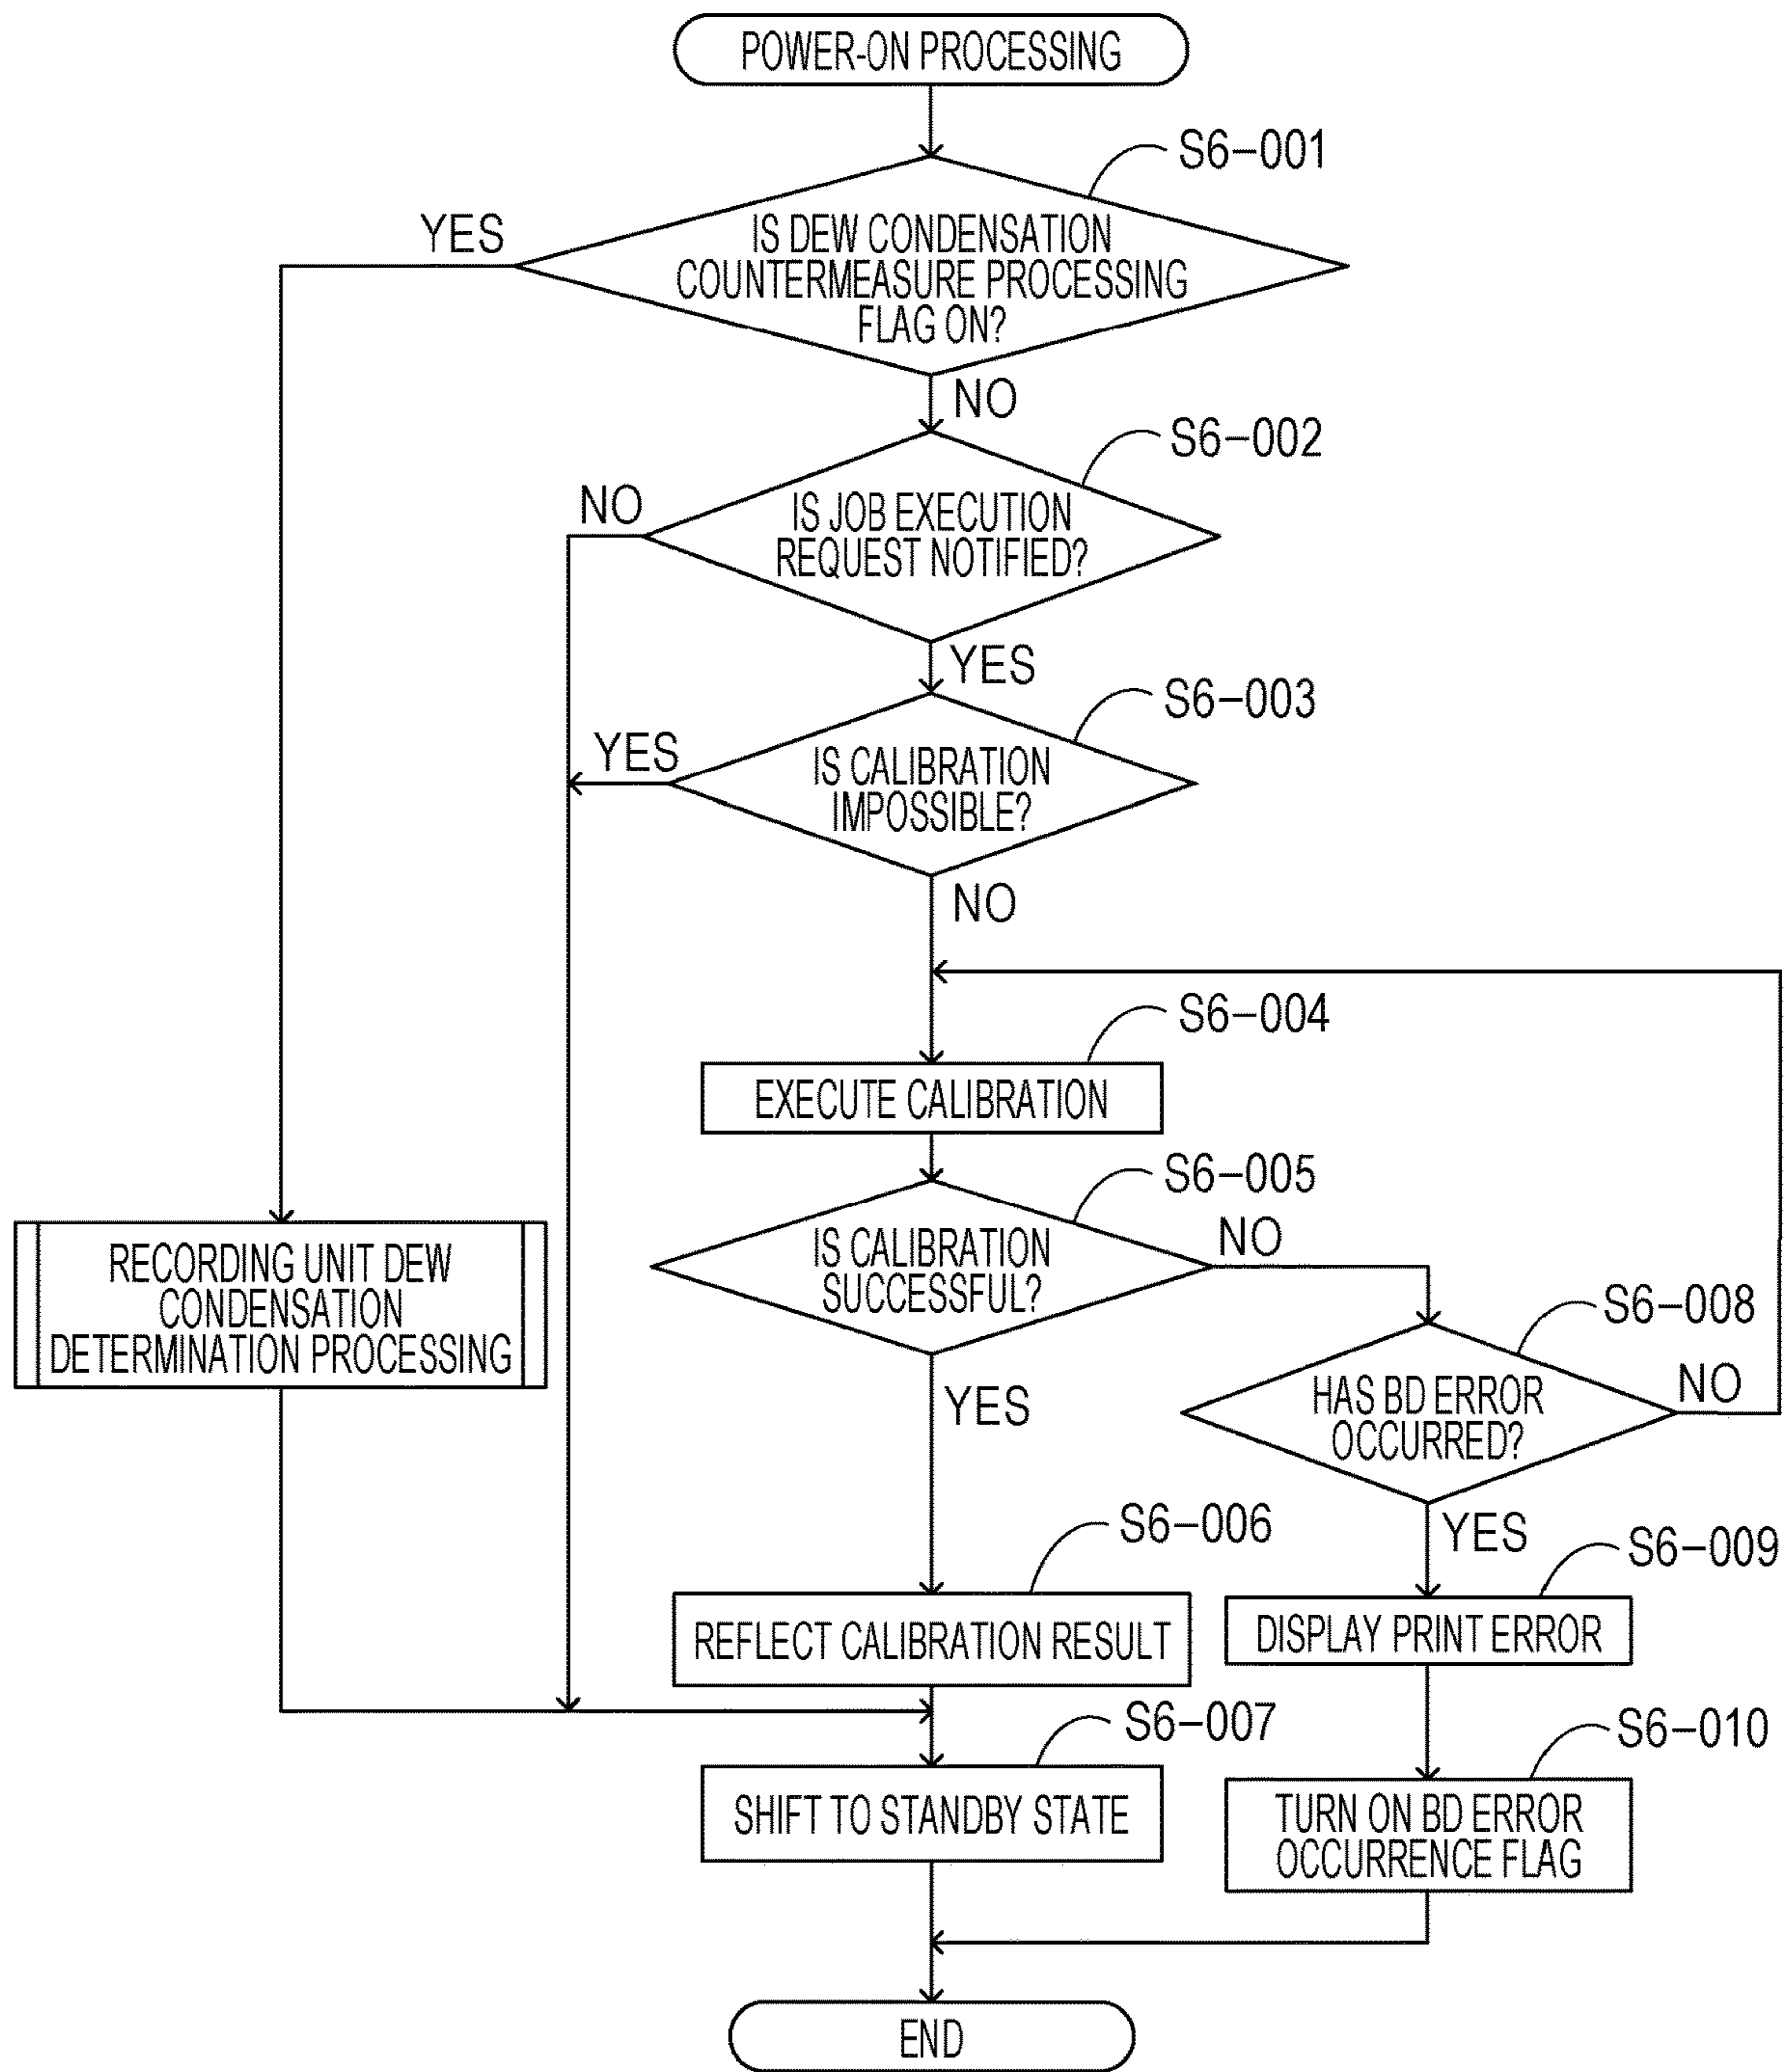 POWER-ON PROCESSING
S6-001
YES
IS DEW CONDENSATION
COUNTERMEASURE PROCESSING
FLAG ON?
NO
S6-002
NO
IS JOB EXECUTION
REQUEST NOTIFIED?
YES
S6-003
YES
IS CALIBRATION
IMPOSSIBLE?
NO
S6-004
EXECUTE CALIBRATION
S6-005
IS CALIBRATION
SUCCESSFUL?
NO
RECORDING UNIT DEW
CONDENSATION
DETERMINATION PROCESSING
S6-008
HAS BD ERROR
OCCURRED?
NO
YES
YES
S6-006
REFLECT CALIBRATION RESULT
S6-009
DISPLAY PRINT ERROR
S6-007
SHIFT TO STANDBY STATE
S6-010
TURN ON BD ERROR
OCCURRENCE FLAG
END